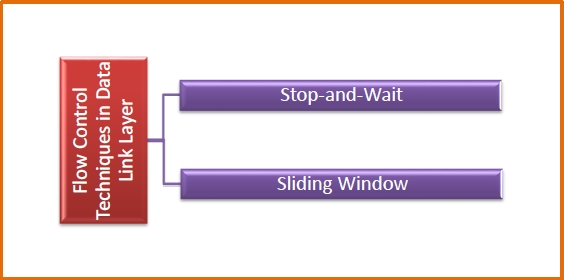 Flow Control
Techniques in Data
Link Layer
Stop-and-Wait
Sliding Window